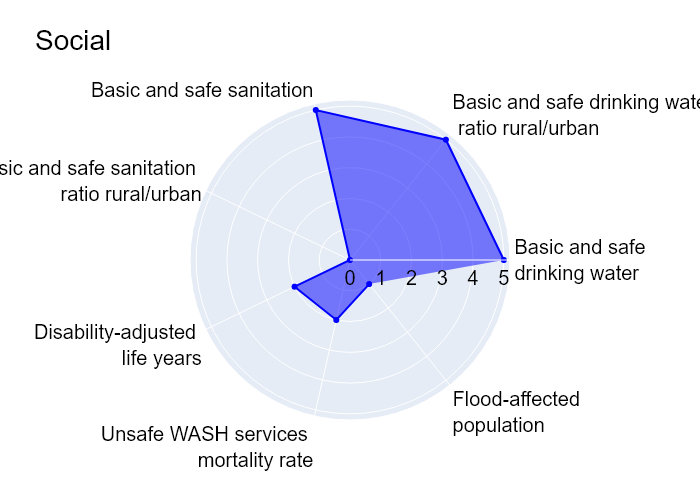 Social
Basic and safe sanitation
Basic and safe drinking
ratio rural/urban
and safe sanitation
ratio rural/urban
Basic and safe
drinking water
0 1 2 3 4 5
Disability-adjusted
life years
Flood-affected
population
Unsafe WASH services
mortality rate